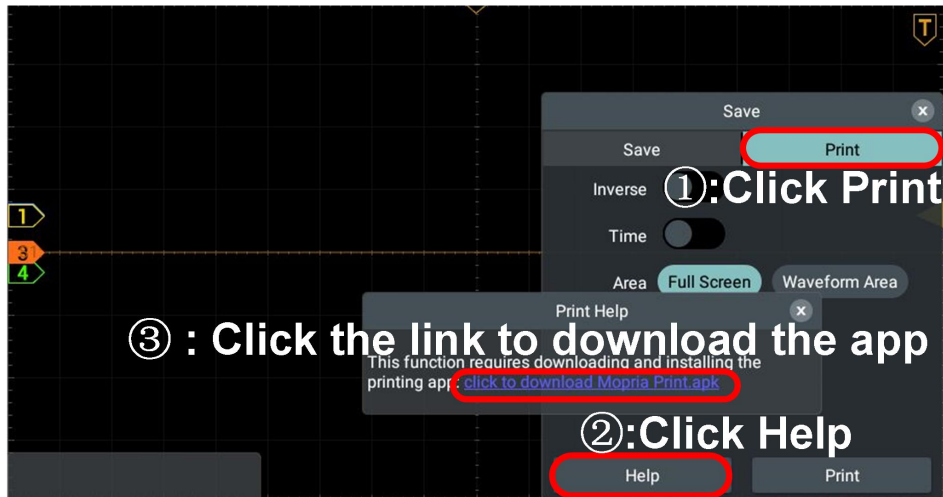 T
Save
Save Print
Inverse ①:Click Print
1
Time
3
4
Area Full Screen Waveform Area
Print Help
③ : Click the link to download the app
This function requires downloading and installing the
printing app: click to download Mopria Print.apk
②:Click Help
Help Print